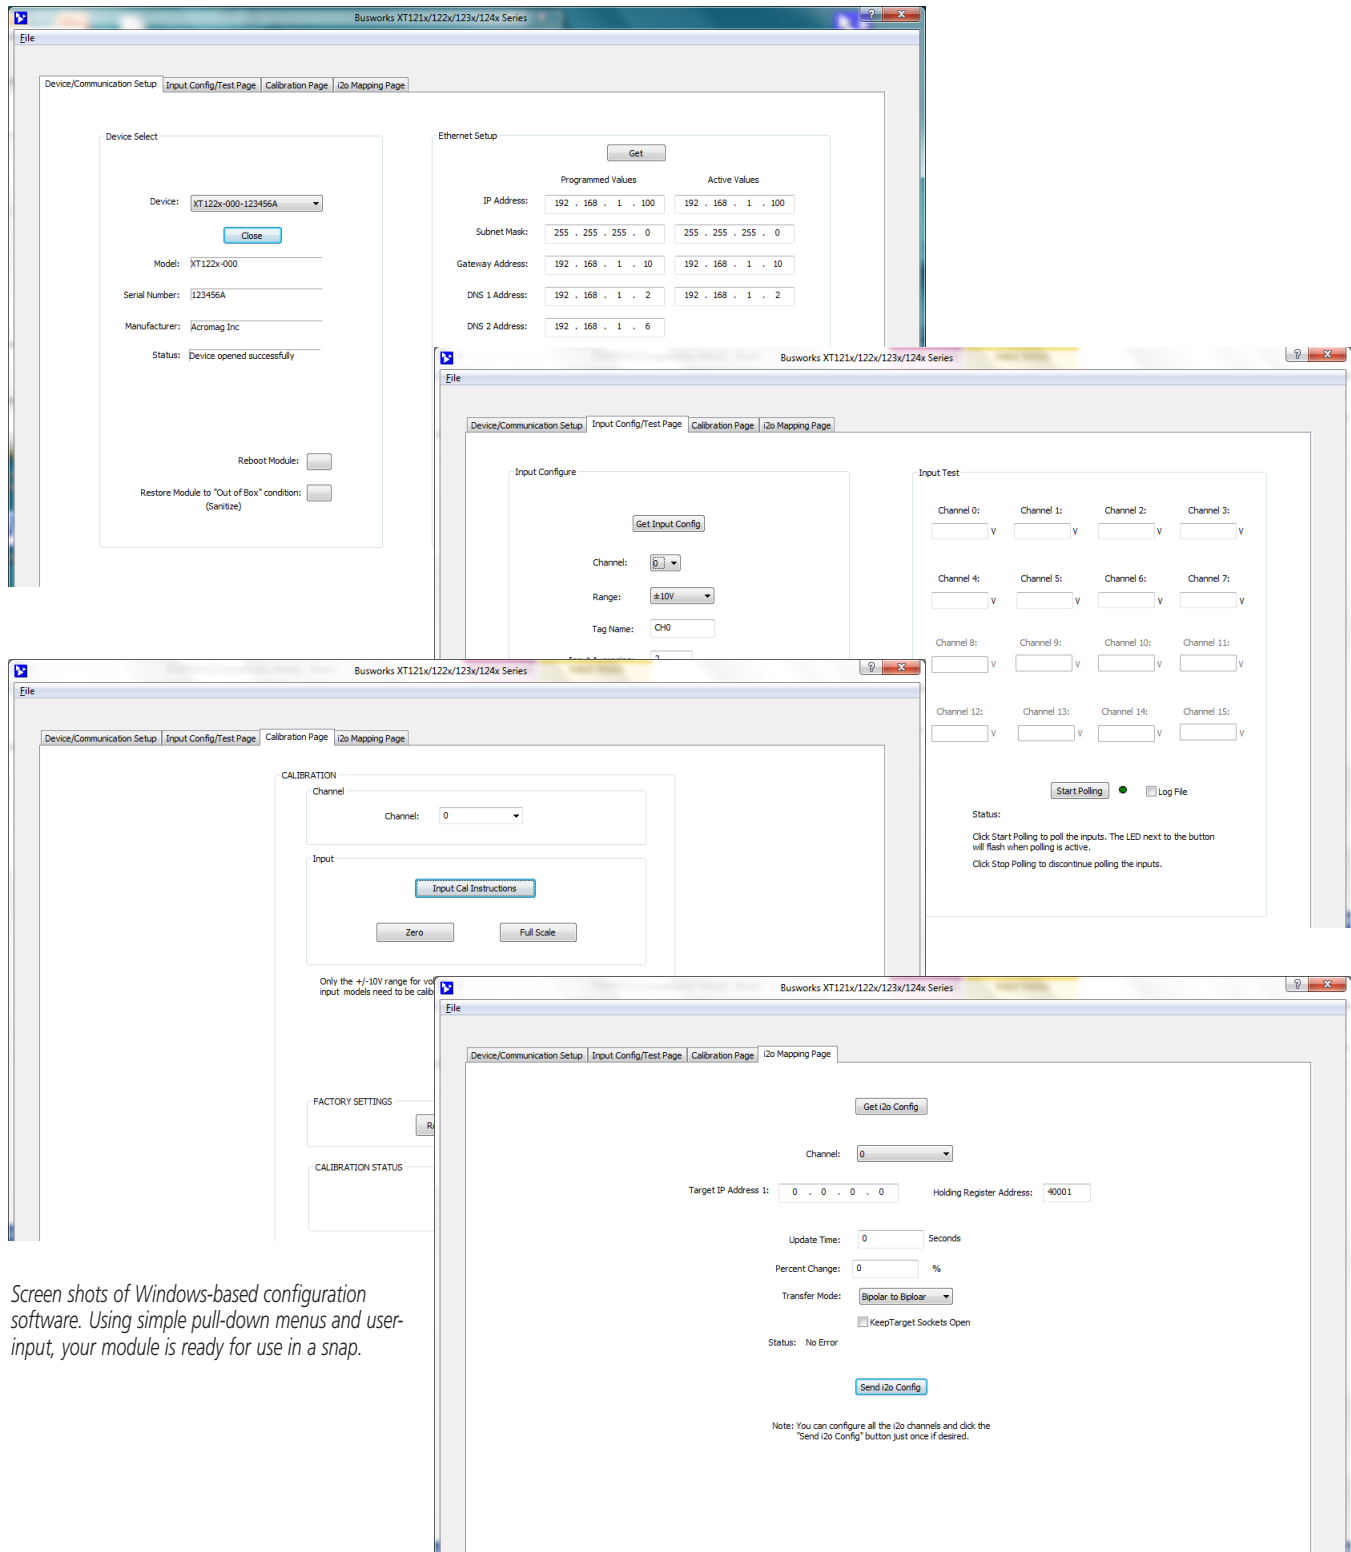 Busworks XT121x/122x/123x/124x Series
File
Device/Communication Setup Input Config/Test Page Calibration Page i2o Mapping Page
Device Select
Device: XT122x-000-123456A
Close
Model: XT122x-000
Serial Number: 123456A
Manufacturer: Acromag Inc
Status: Device opened successfully
Reboot Module:
Restore Module to "Out of Box" condition:
(Sanitize)
Ethernet Setup
Get
Programmed Values Active Values
IP Address: 192 . 168 . 1 . 100 192 . 168 . 1 . 100
Subnet Mask: 255 . 255 . 255 . 0 255 . 255 . 255 . 0
Gateway Address: 192 . 168 . 1 . 10 192 . 168 . 1 . 10
DNS 1 Address: 192 . 168 . 1 . 2 192 . 168 . 1 . 2
DNS 2 Address: 192 . 168 . 1 . 6
Busworks XT121x/122x/123x/124x Series
File
Device/Communication Setup Input Config/Test Page Calibration Page i2o Mapping Page
Input Configure
Get Input Config
Channel: 0
Range: ±10V
Tag Name: CH0
Input Test
Channel 0: Channel 1: Channel 2: Channel 3:
V V V V
Channel 4: Channel 5: Channel 6: Channel 7:
V V V V
Channel 8: Channel 9: Channel 10: Channel 11:
V V V V
Channel 12: Channel 13: Channel 14: Channel 15:
V V V V
Start Polling Log File
Status:
Click Start Polling to poll the inputs. The LED next to the button
will flash when polling is active.
Click Stop Polling to discontinue polling the inputs.
Busworks XT121x/122x/123x/124x Series
File
Device/Communication Setup Input Config/Test Page Calibration Page i2o Mapping Page
CALIBRATION
Channel
Channel: 0
Input
Input Cal Instructions
Zero Full Scale
Only the +/-10V range for
input models need to be
FACTORY SETTINGS
CALIBRATION STATUS
Busworks XT121x/122x/123x/124x Series
File
Device/Communication Setup Input Config/Test Page Calibration Page i2o Mapping Page
Get i2o Config
Channel: 0
Target IP Address 1: 0 . 0 . 0 . 0 Holding Register Address: 40001
Update Time: 0 Seconds
Percent Change: 0 %
Transfer Mode: Bipolar to Biploar
KeepTarget Sockets Open
Status: No Error
Send i2o Config
Note: You can configure all the i2o channels and click the
"Send i2o Config" button just once if desired.
Screen shots of Windows-based configuration
software. Using simple pull-down menus and user-
input, your module is ready for use in a snap.